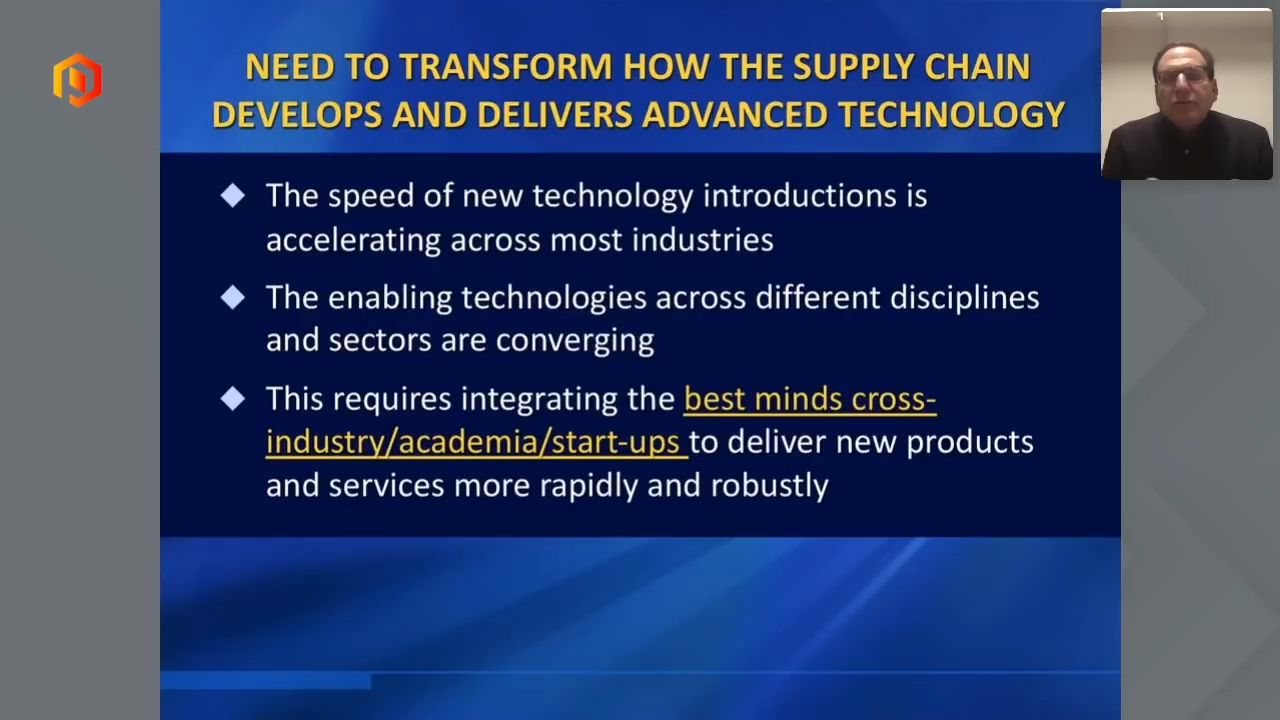 NEED TO TRANSFORM HOW THE SUPPLY CHAIN
DEVELOPS AND DELIVERS ADVANCED TECHNOLOGY
The speed of new technology introductions is
accelerating across most industries
The enabling technologies across different disciplines
and sectors are converging
This requires integrating the best minds cross-
industry/academia/start-ups to deliver new products
and services more rapidly and robustly